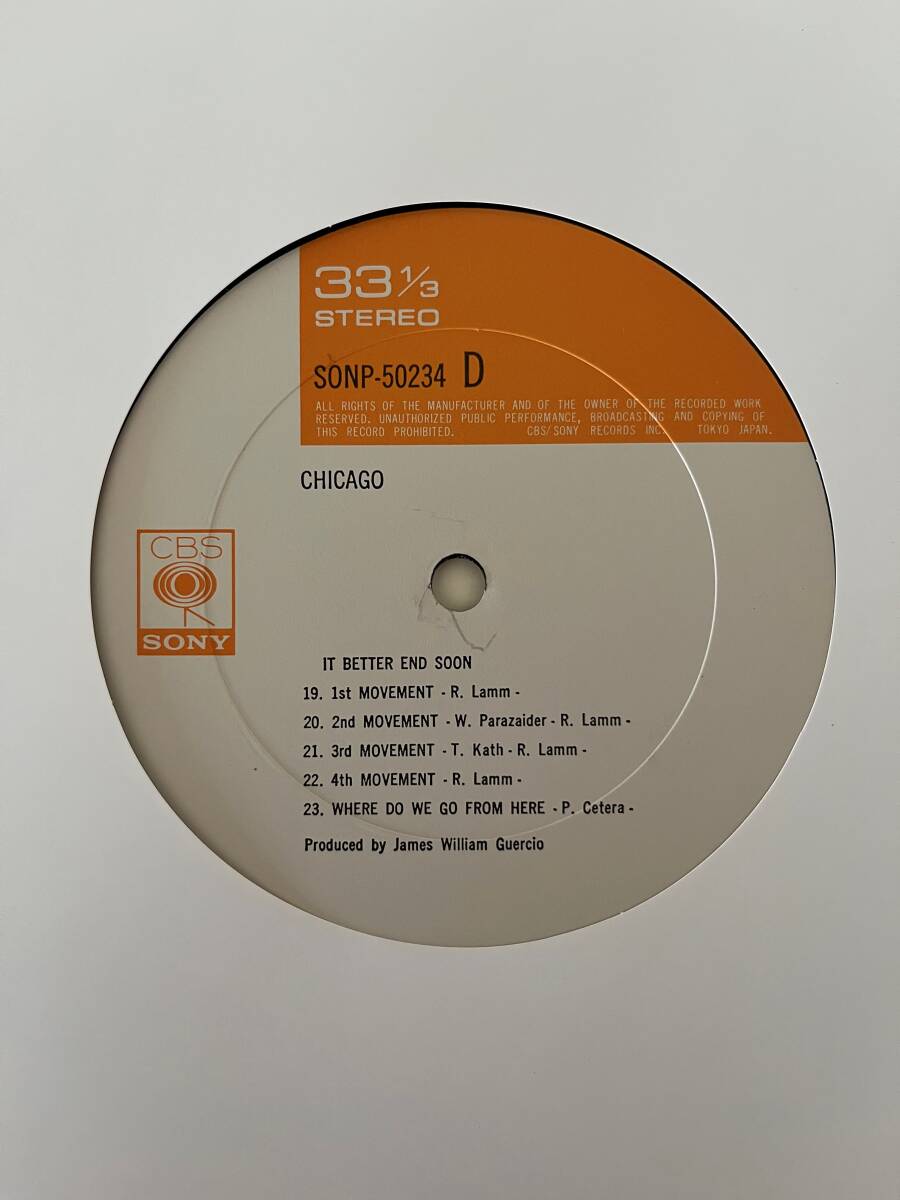 33 1/3
STEREO
SONP-50234 D
ALL RIGHTS OF THE MANUFACTURER AND OF THE OWNER OF THE RECORDED WORK
RESERVED. UNAUTHORIZED PUBLIC PERFORMANCE, BROADCASTING AND COPYING OF
THIS RECORD PROHIBITED. CBS/SONY RECORDS INC. TOKYO JAPAN.
CHICAGO
CBS
SONY
IT BETTER END SOON
19. 1st MOVEMENT - R. Lamm -
20. 2nd MOVEMENT - W. Parazaider - R. Lamm -
21. 3rd MOVEMENT - T. Kath - R. Lamm -
22. 4th MOVEMENT - R. Lamm -
23. WHERE DO WE GO FROM HERE - P. Cetera -
Produced by James William Guercio